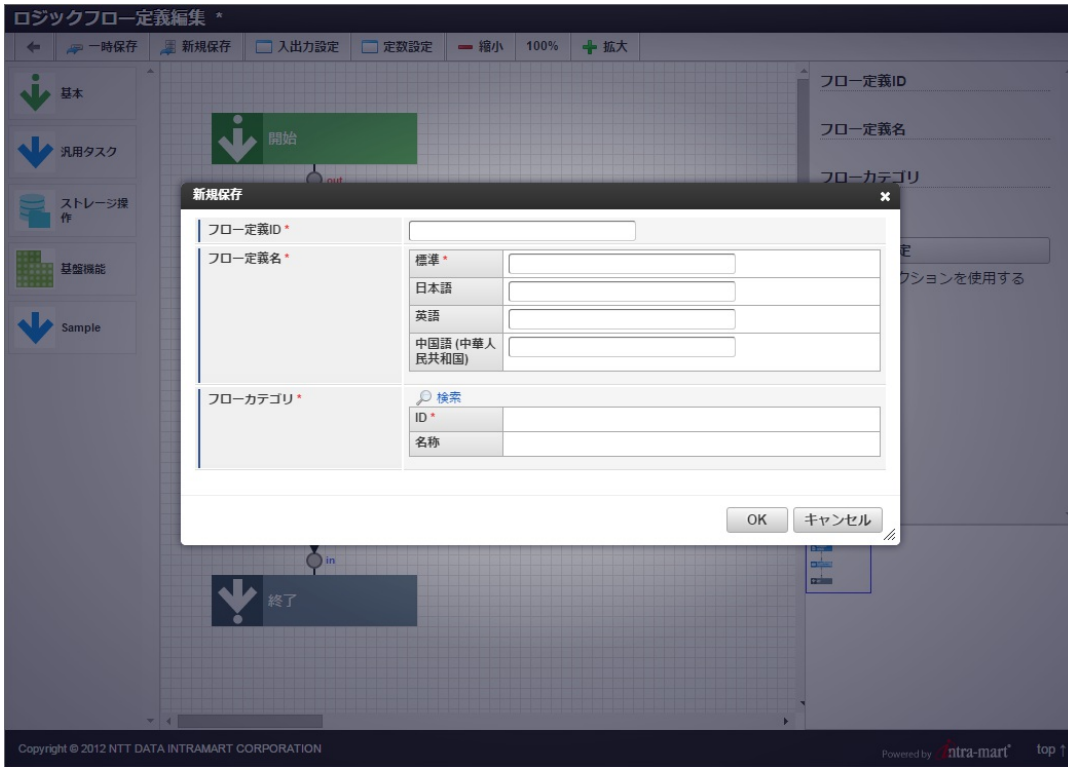 ロジックフロー定義編集 *
一時保存 新規保存 入出力設定 定数設定 縮小 100% 拡大
基本
汎用タスク
ストレージ操
作
基盤機能
Sample
開始
out
フロー定義ID
フロー定義名
フローカテゴリ
定
クションを使用する
新規保存
フロー定義ID *
フロー定義名 *
標準 *
日本語
英語
中国語 (中華人
民共和国)
フローカテゴリ *
検索
ID *
名称
OK キャンセル
in
終了
Copyright © 2012 NTT DATA INTRAMART CORPORATION
Powered by intra-mart
top ↑